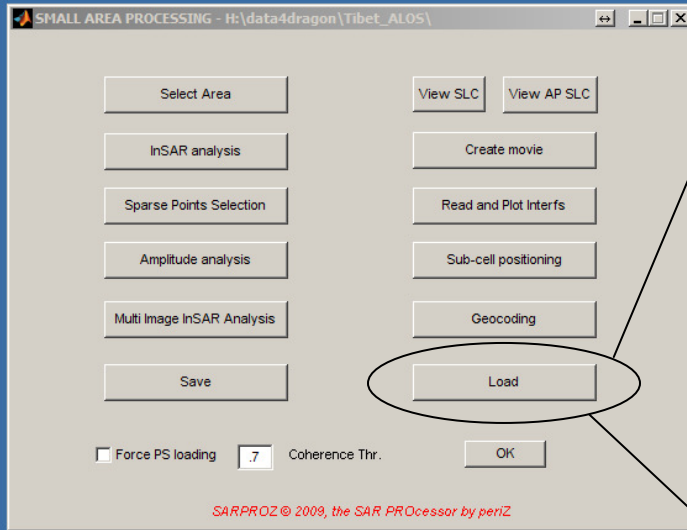 SMALL AREA PROCESSING - H:\data4dragon\Tibet_ALOS\
Select Area
View SLC
View AP SLC
InSAR analysis
Create movie
Sparse Points Selection
Read and Plot Interfs
Amplitude analysis
Sub-cell positioning
Multi Image InSAR Analysis
Geocoding
Save
Load
Force PS loading
.7
Coherence Thr.
OK
SARPROZ © 2009, the SAR PROcessor by periZ